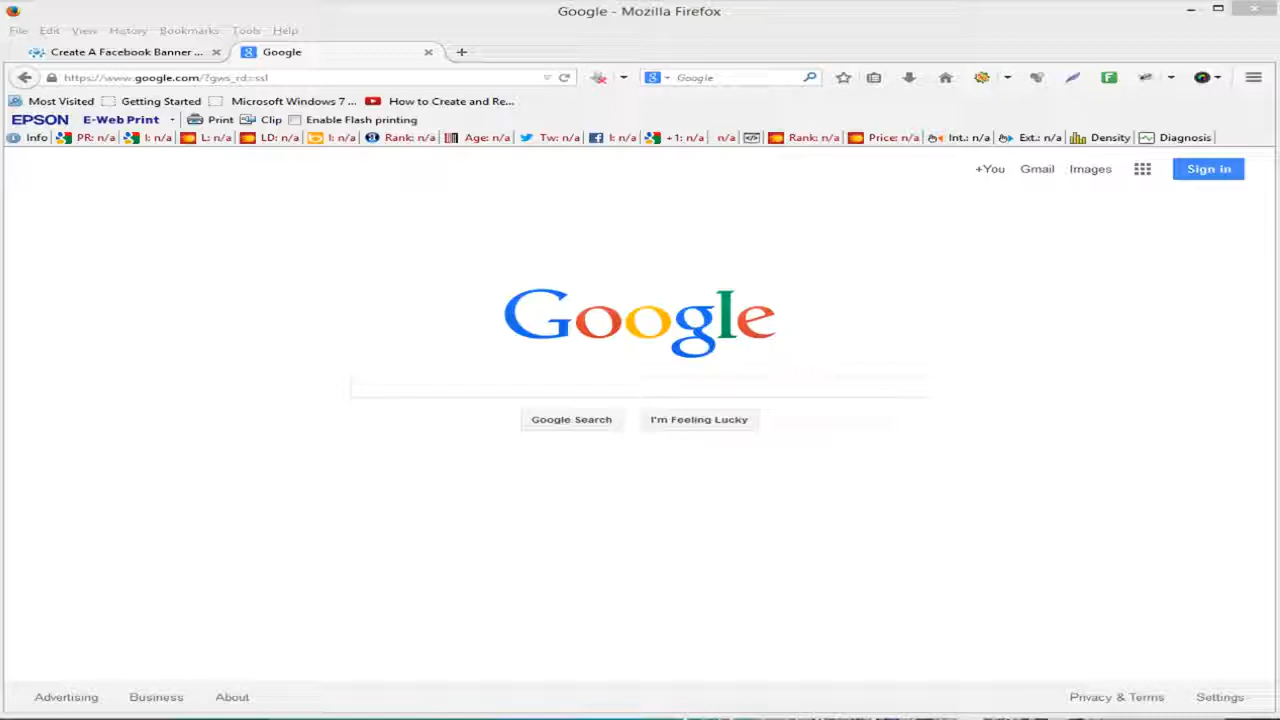 Google - Mozilla Firefox
File Edit View History Bookmarks Tools Help
Create A Facebook Banner ... Google
https://www.google.com/?gws_rd=ssl Google
Most Visited Getting Started Microsoft Windows 7 ... How to Create and Re...
EPSON E-Web Print Print Clip Enable Flash printing
Info PR: n/a I: n/a L: n/a LD: n/a I: n/a Rank: n/a Age: n/a Tw: n/a I: n/a +1: n/a n/a Rank: n/a Price: n/a Int.: n/a Ext.: n/a Density Diagnosis
+You Gmail Images Sign in
Google
Google Search I'm Feeling Lucky
Advertising Business About Privacy & Terms Settings